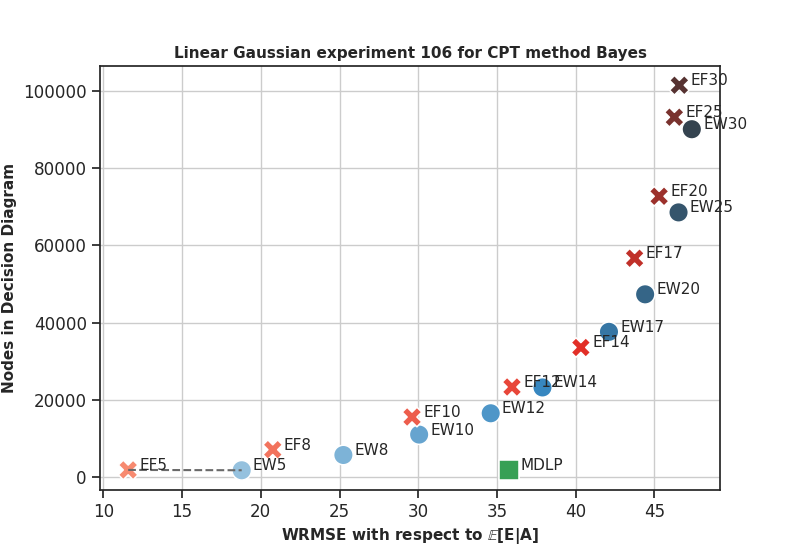 Linear Gaussian experiment 106 for CPT method Bayes
Nodes in Decision Diagram
100000
80000
60000
40000
20000
0
EF30
EF25
EW30
EF20
EW25
EF17
EW20
EW17
EF14
EF12
EW14
EW12
EF10
EW10
EF8
EW8
EF5
EW5
MDLP
10 15 20 25 30 35 40 45
WRMSE with respect to 𝔼[E|A]